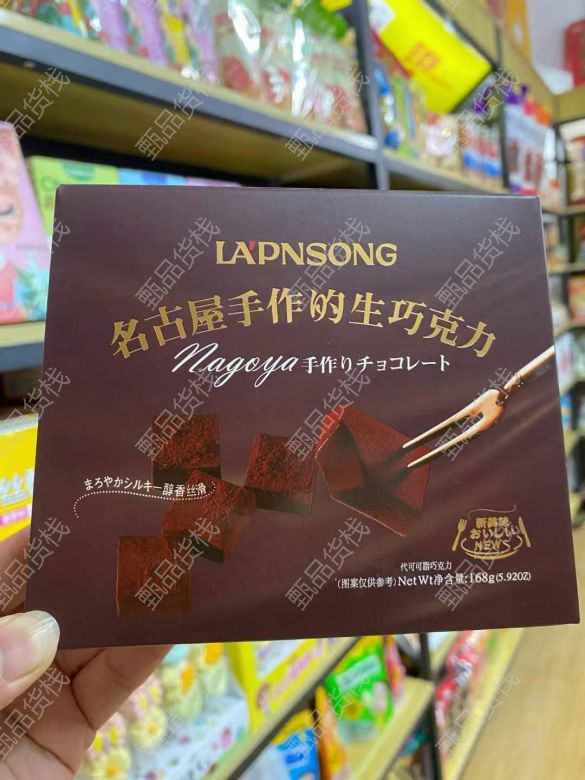 LA'PNSONG
名古屋手作的生巧克力
Nagoya手作りチョコレート
まろやかシルキー醇香丝滑
新美味
おいしい
NEWS
代可可脂巧克力
(图案仅供参考) NetWt净含量:168g(5.92OZ)
甄品货栈